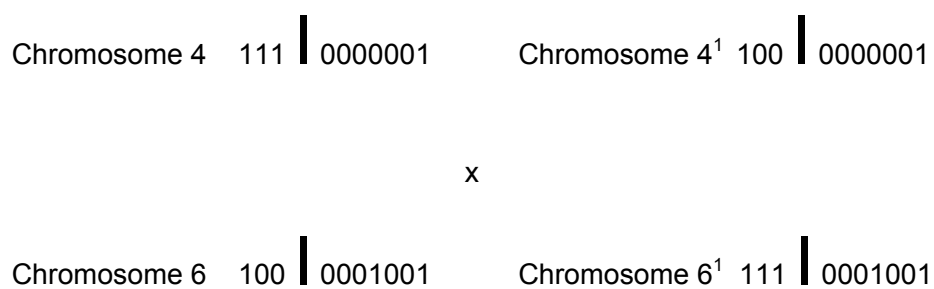 Chromosome 4 111 | 0000001 Chromosome 4¹ 100 | 0000001
x
Chromosome 6 100 | 0001001 Chromosome 6¹ 111 | 0001001